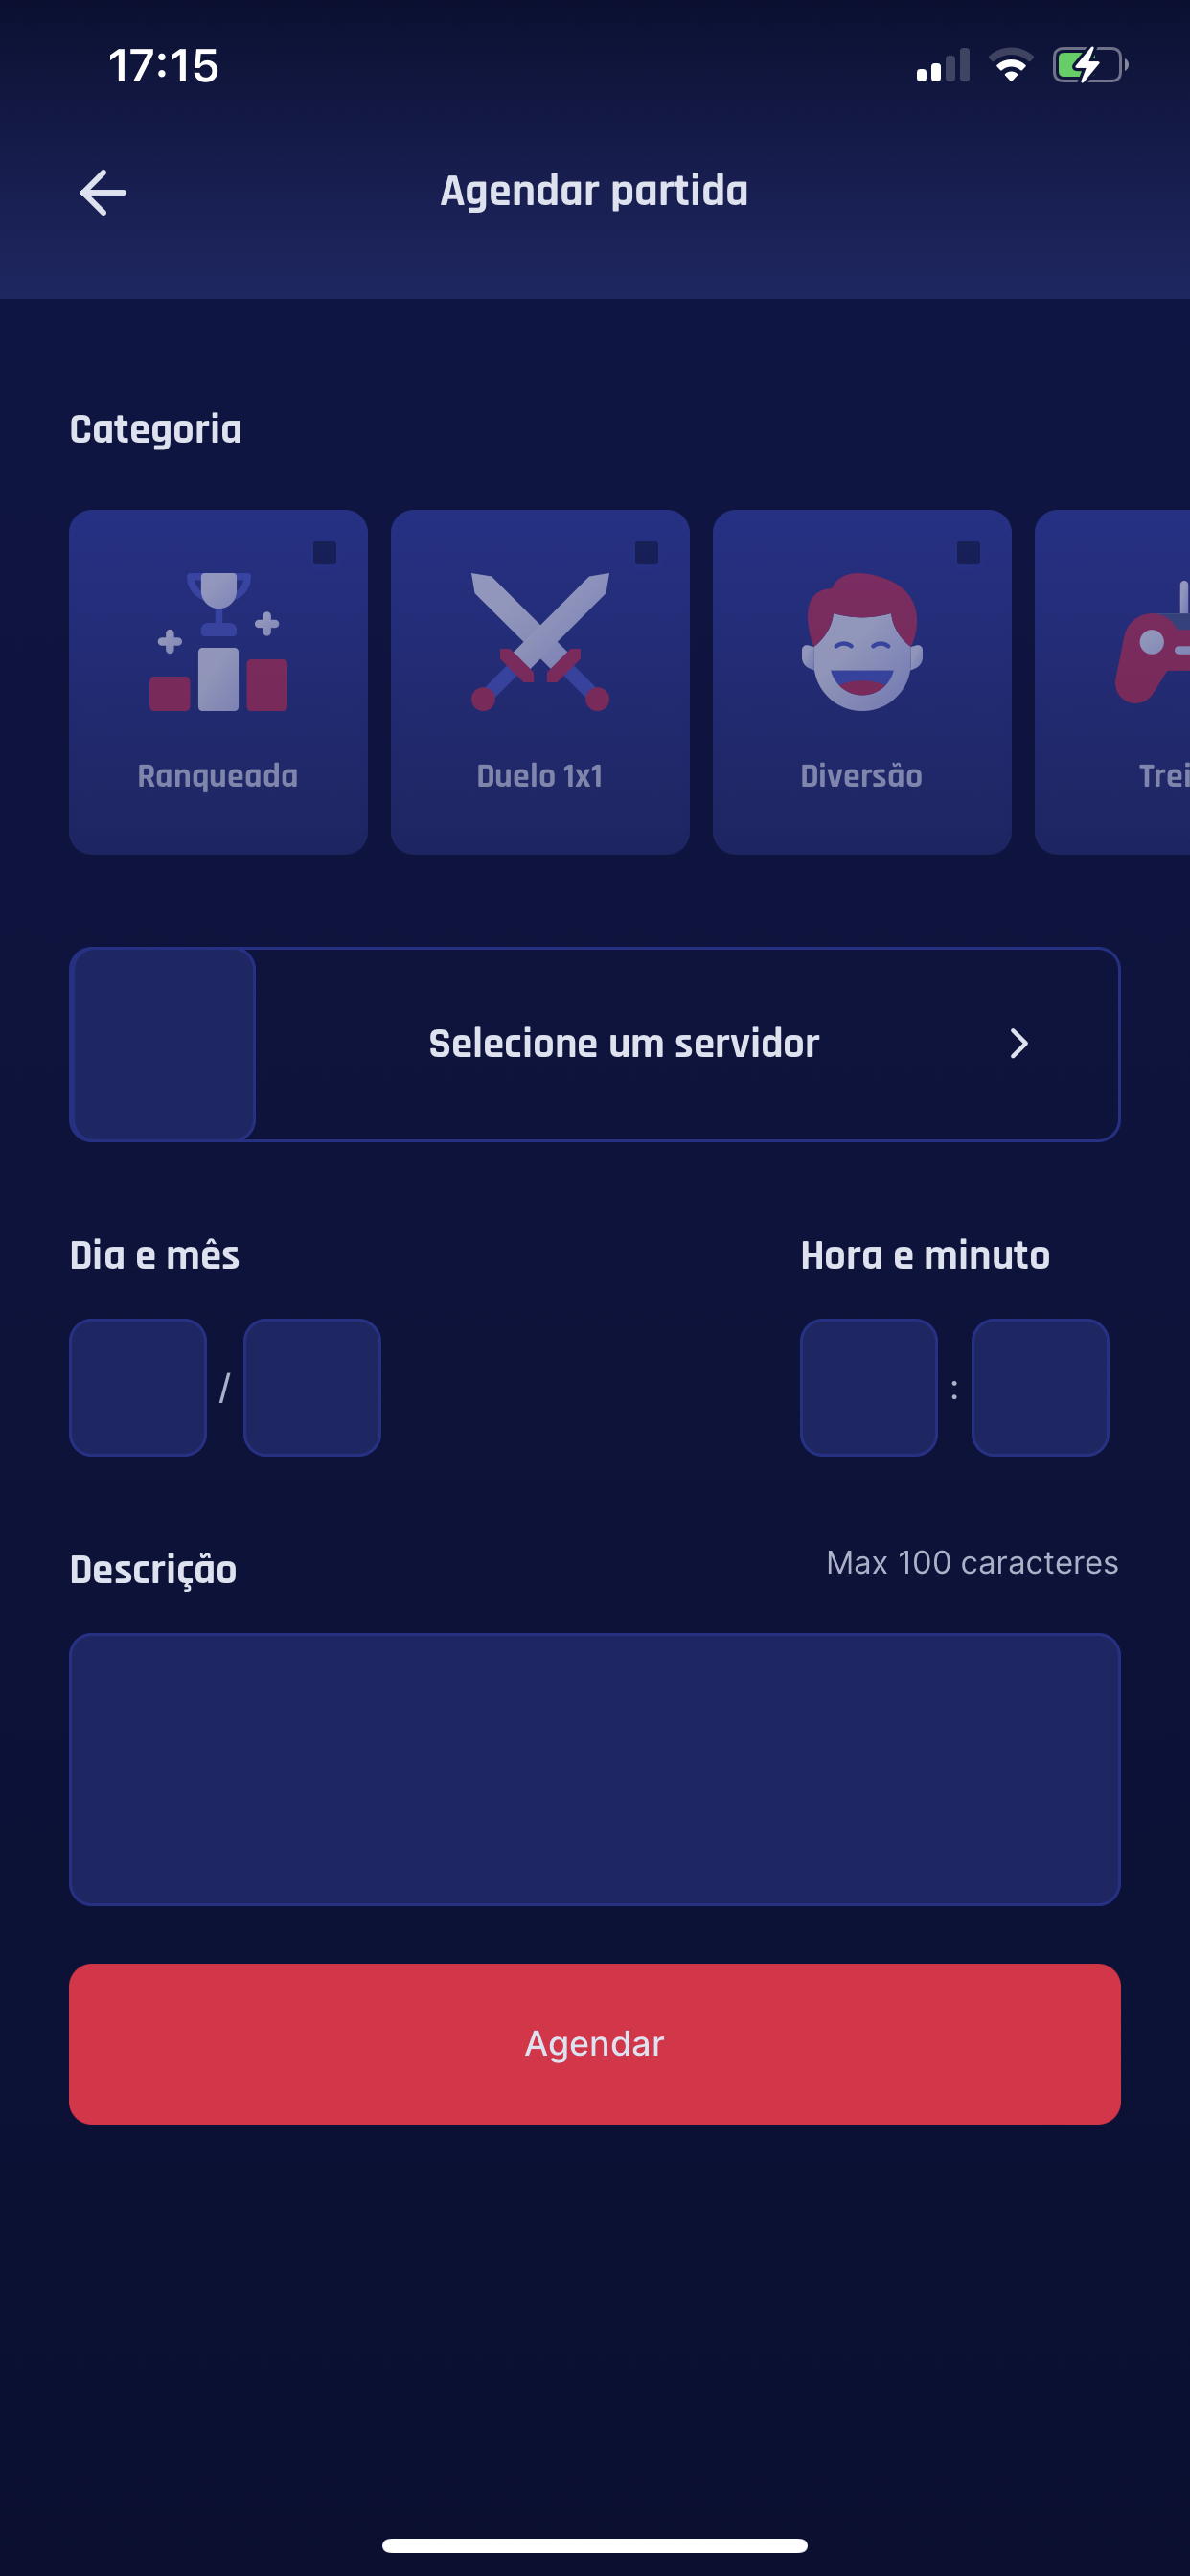 17:15
Agendar partida
Categoria
Ranqueada
Duelo 1x1
Diversão
Trei
Selecione um servidor
Dia e mês
Hora e minuto
/
:
Descrição
Max 100 caracteres
Agendar